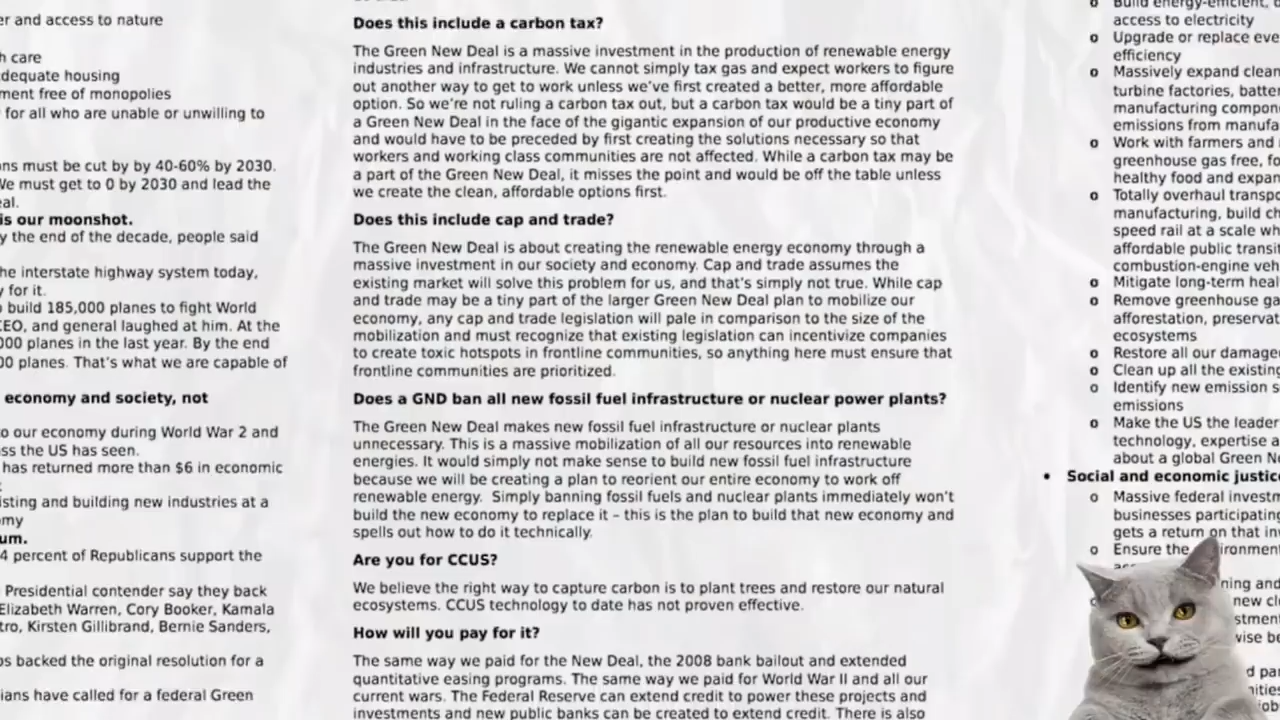 er and access to nature
h care
dequate housing
ment free of monopolies
for all who are unable or unwilling to
ns must be cut by by 40-60% by 2030.
We must get to 0 by 2030 and lead the
eal.
is our moonshot.
y the end of the decade, people said
he interstate highway system today,
y for it.
o build 185,000 planes to fight World
CEO, and general laughed at him. At the
000 planes in the last year. By the end
00 planes. That’s what we are capable of
economy and society, not
to our economy during World War 2 and
ss the US has seen.
has returned more than $6 in economic
isting and building new industries at a
omy
um.
4 percent of Republicans support the
Presidential contender say they back
Elizabeth Warren, Cory Booker, Kamala
tro, Kirsten Gillibrand, Bernie Sanders,
os backed the original resolution for a
ians have called for a federal Green
Does this include a carbon tax?
The Green New Deal is a massive investment in the production of renewable energy
industries and infrastructure. We cannot simply tax gas and expect workers to figure
out another way to get to work unless we’ve first created a better, more affordable
option. So we’re not ruling a carbon tax out, but a carbon tax would be a tiny part of
a Green New Deal in the face of the gigantic expansion of our productive economy
and would have to be preceded by first creating the solutions necessary so that
workers and working class communities are not affected. While a carbon tax may be
a part of the Green New Deal, it misses the point and would be off the table unless
we create the clean, affordable options first.
Does this include cap and trade?
The Green New Deal is about creating the renewable energy economy through a
massive investment in our society and economy. Cap and trade assumes the
existing market will solve this problem for us, and that’s simply not true. While cap
and trade may be a tiny part of the larger Green New Deal plan to mobilize our
economy, any cap and trade legislation will pale in comparison to the size of the
mobilization and must recognize that existing legislation can incentivize companies
to create toxic hotspots in frontline communities, so anything here must ensure that
frontline communities are prioritized.
Does a GND ban all new fossil fuel infrastructure or nuclear power plants?
The Green New Deal makes new fossil fuel infrastructure or nuclear plants
unnecessary. This is a massive mobilization of all our resources into renewable
energies. It would simply not make sense to build new fossil fuel infrastructure
because we will be creating a plan to reorient our entire economy to work off
renewable energy.  Simply banning fossil fuels and nuclear plants immediately won’t
build the new economy to replace it – this is the plan to build that new economy and
spells out how to do it technically.
Are you for CCUS?
We believe the right way to capture carbon is to plant trees and restore our natural
ecosystems. CCUS technology to date has not proven effective.
How will you pay for it?
The same way we paid for the New Deal, the 2008 bank bailout and extended
quantitative easing programs. The same way we paid for World War II and all our
current wars. The Federal Reserve can extend credit to power these projects and
investments and new public banks can be created to extend credit. There is also
o Build energy-efficient, d
access to electricity
o Upgrade or replace eve
efficiency
o Massively expand clean
turbine factories, batter
manufacturing compon
emissions from manufa
o Work with farmers and
greenhouse gas free, fo
healthy food and expan
o Totally overhaul transpo
manufacturing, build ch
speed rail at a scale wh
affordable public transit
combustion-engine veh
o Mitigate long-term heal
o Remove greenhouse ga
afforestation, preservat
ecosystems
o Restore all our damage
o Clean up all the existing
o Identify new emission s
emissions
o Make the US the leader
technology, expertise a
about a global Green Ne
• Social and economic justice
o Massive federal investm
businesses participating
gets a return on that inv
o Ensure the
ironment
ning and
new cle
stment
wise be
d pa
nities
job